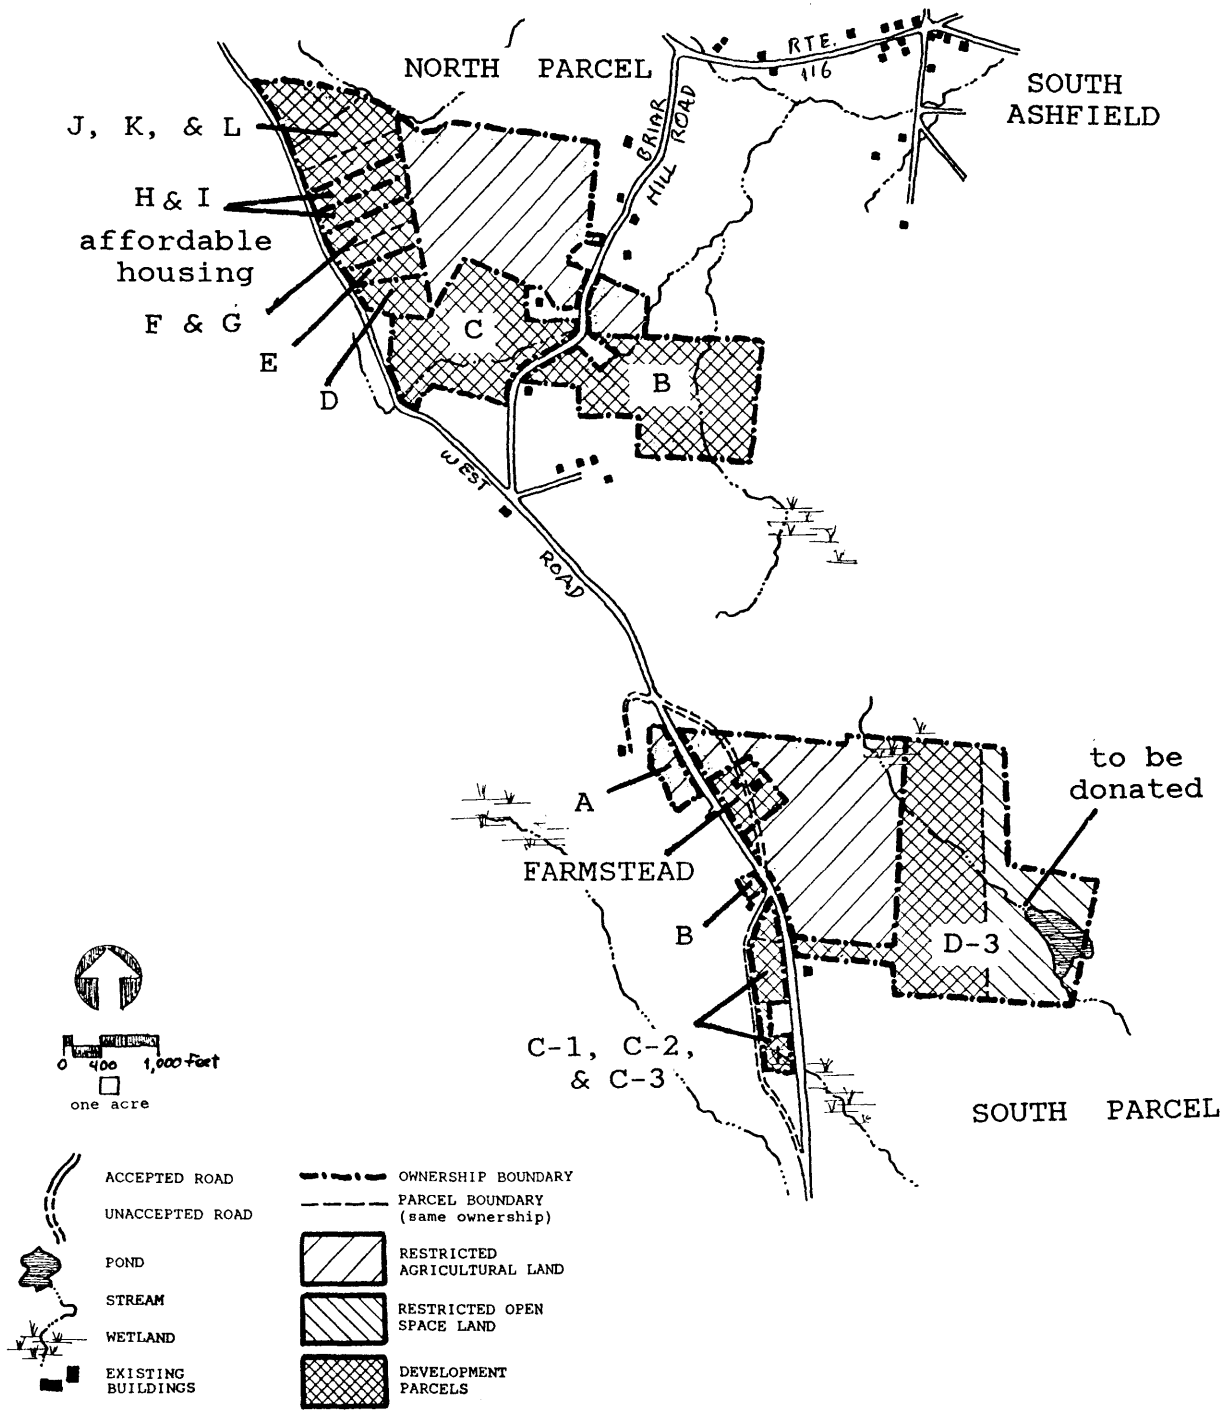 NORTH PARCEL
RTE.
116
SOUTH
ASHFIELD
BRIAR
HILL ROAD
J, K, & L
H & I
affordable
housing
F & G
E
D
C
B
WEST
ROAD
to be
donated
A
FARMSTEAD
B
D-3
C-1, C-2,
& C-3
SOUTH PARCEL
0 400 1,000 Feet
one acre
ACCEPTED ROAD
UNACCEPTED ROAD
POND
STREAM
WETLAND
EXISTING
BUILDINGS
OWNERSHIP BOUNDARY
PARCEL BOUNDARY
(same ownership)
RESTRICTED
AGRICULTURAL LAND
RESTRICTED OPEN
SPACE LAND
DEVELOPMENT
PARCELS